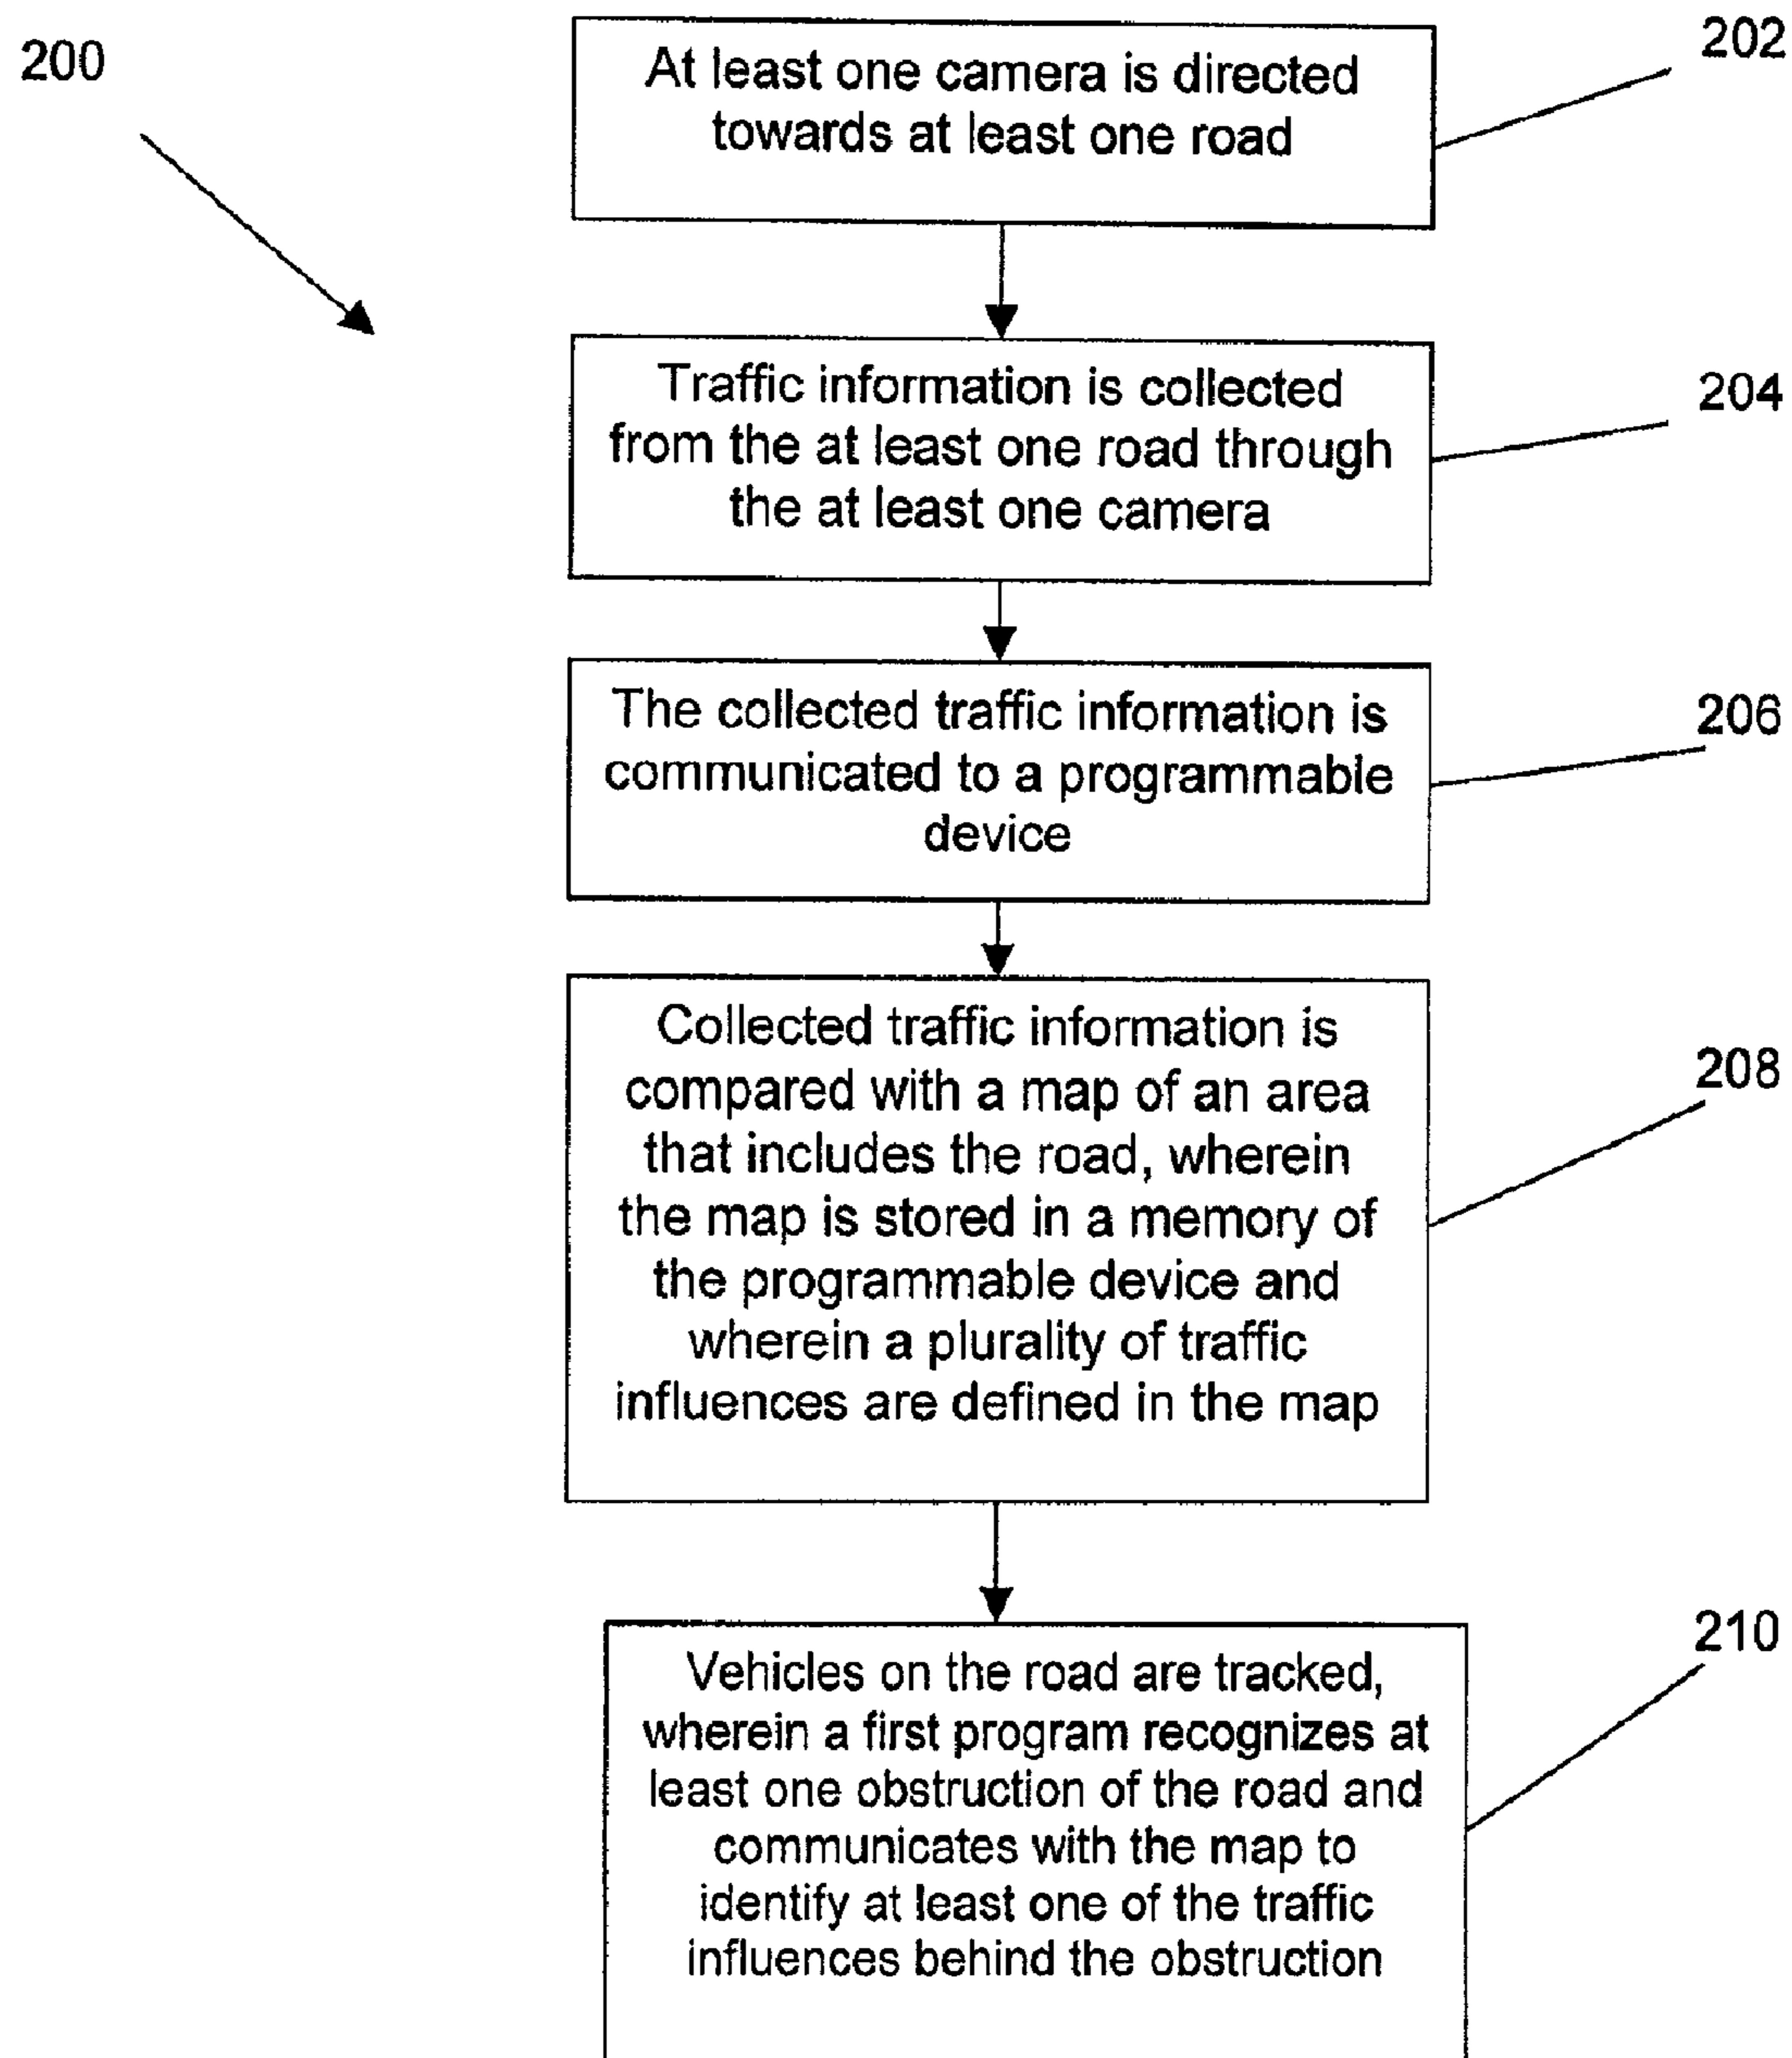 200
202
At least one camera is directed
towards at least one road
204
Traffic information is collected
from the at least one road through
the at least one camera
206
The collected traffic information is
communicated to a programmable
device
208
Collected traffic information is
compared with a map of an area
that includes the road, wherein
the map is stored in a memory of
the programmable device and
wherein a plurality of traffic
influences are defined in the map
210
Vehicles on the road are tracked,
wherein a first program recognizes at
least one obstruction of the road and
communicates with the map to
identify at least one of the traffic
influences behind the obstruction